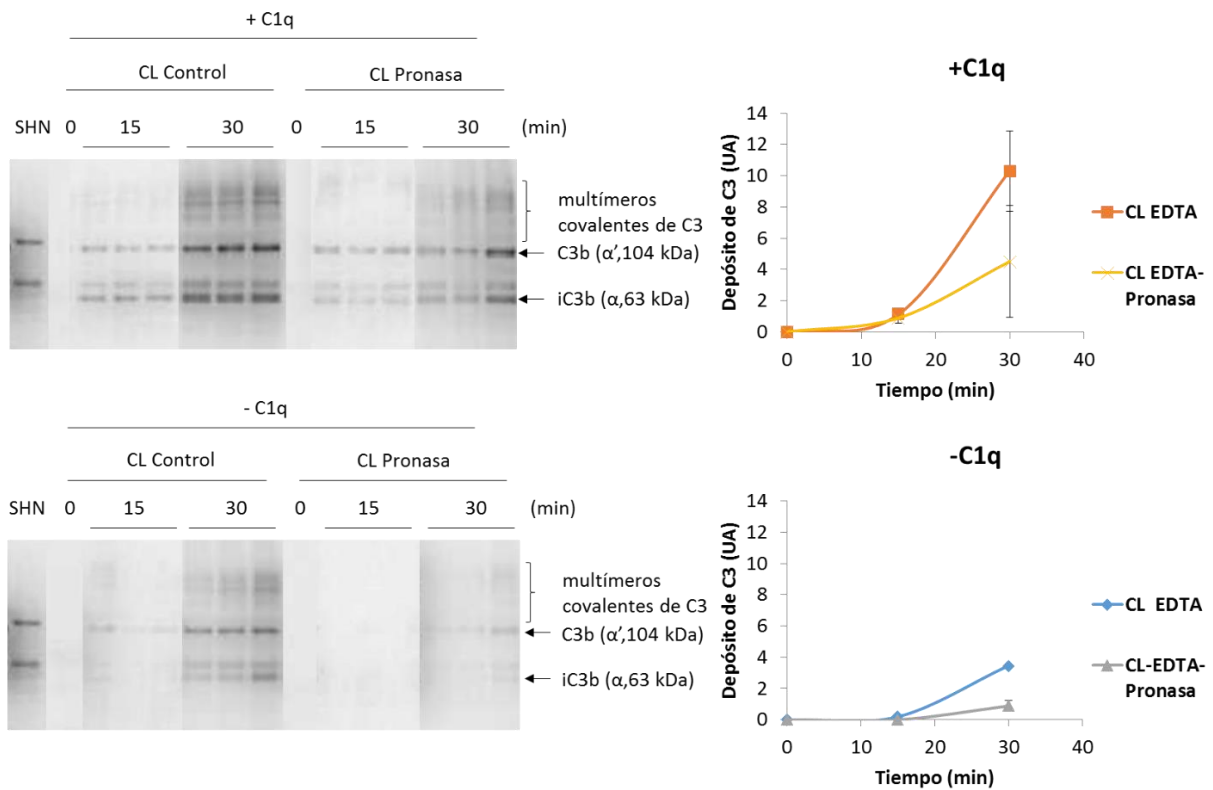 + C1q
CL Control
CL Pronasa
SHN 0 15 30 0 15 30 (min)
multímeros
covalentes de C3
C3b (α’,104 kDa)
iC3b (α,63 kDa)
+C1q
Depósito de C3 (UA)
14
12
10
8
6
4
2
0
0 10 20 30 40
Tiempo (min)
CL EDTA
CL EDTA-
Pronasa
- C1q
CL Control
CL Pronasa
SHN 0 15 30 0 15 30 (min)
multímeros
covalentes de C3
C3b (α’,104 kDa)
iC3b (α,63 kDa)
-C1q
Depósito de C3 (UA)
14
12
10
8
6
4
2
0
0 10 20 30 40
Tiempo (min)
CL EDTA
CL-EDTA-
Pronasa